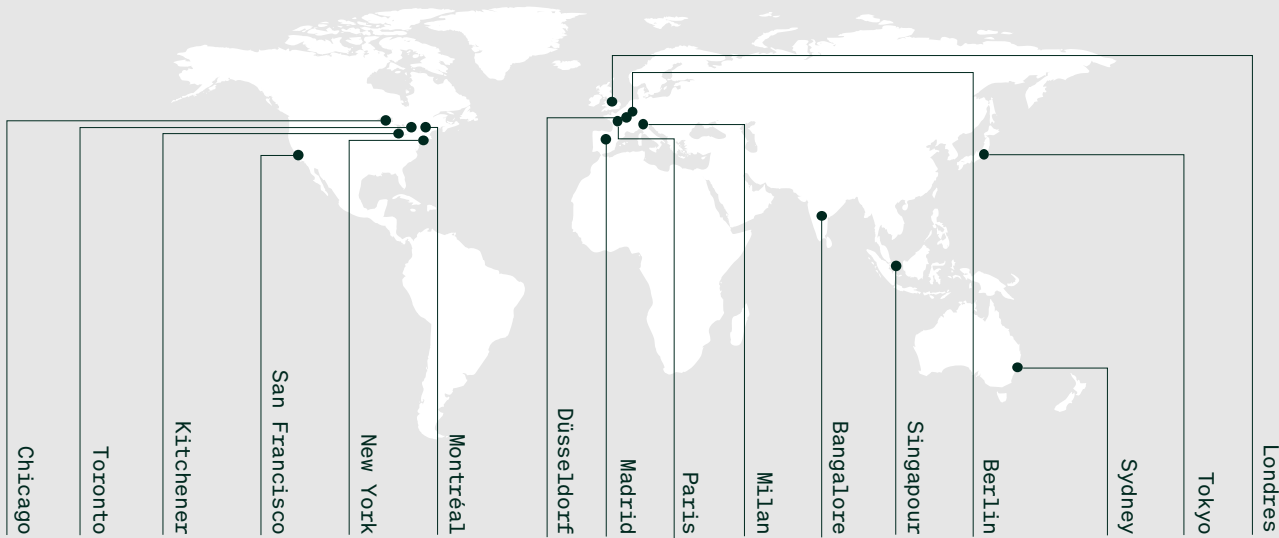 Chicago
Toronto
Kitchener
San Francisco
New York
Montréal
Düsseldorf
Madrid
Paris
Milan
Bangalore
Singapour
Berlin
Sydney
Tokyo
Londres